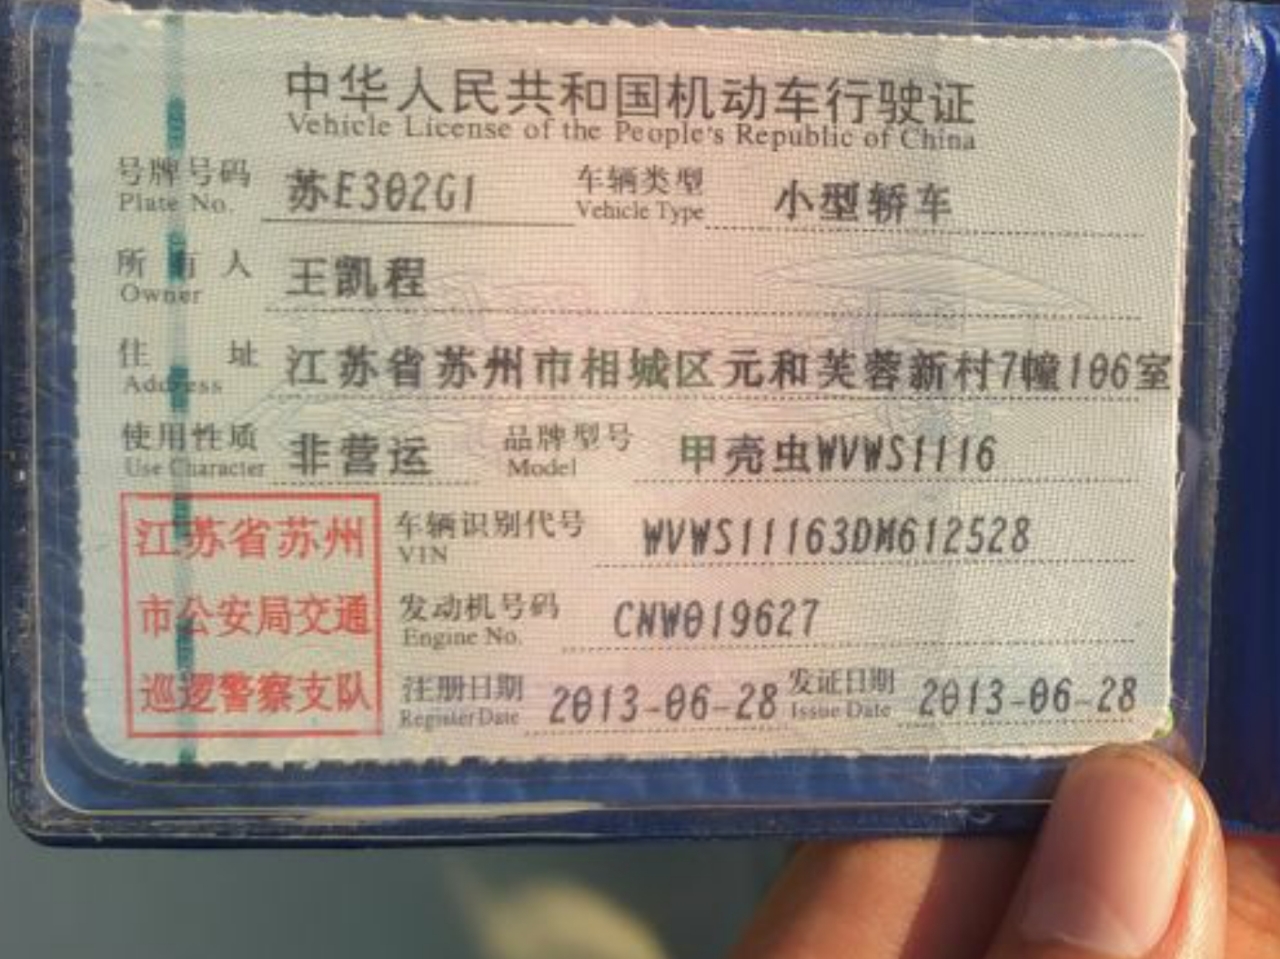 中华人民共和国机动车行驶证
Vehicle License of the People's Republic of China
号牌号码 苏E302G1 车辆类型 小型轿车
Plate No. Vehicle Type
所有人 王凯程
Owner
住址 江苏省苏州市相城区元和芙蓉新村7幢106室
Address
使用性质 非营运 品牌型号 甲壳虫WVWS1116
Use Character Model
江苏省苏州
市公安局交通
巡逻警察支队
车辆识别代号 WVWS11163DM612528
VIN
发动机号码 CNW019627
Engine No.
注册日期 2013-06-28 发证日期 2013-06-28
Register Date Issue Date